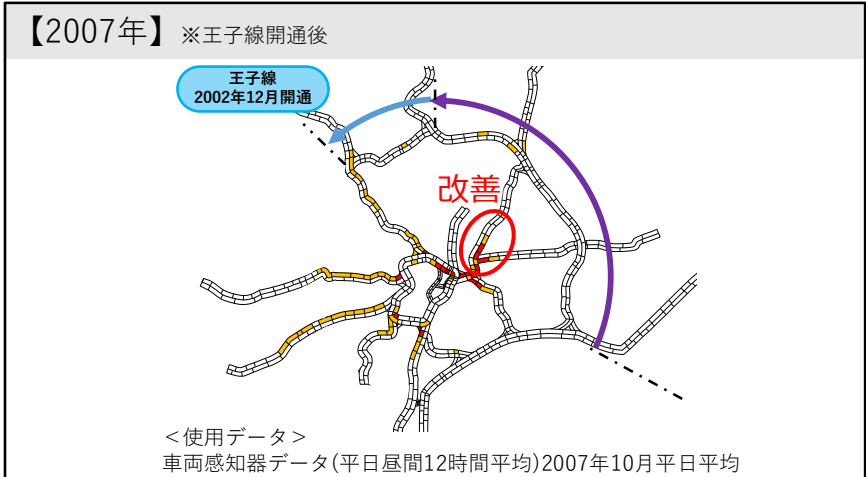 【2007年】 ※王子線開通後
王子線
2002年12月開通
改善
＜使用データ＞
車両感知器データ(平日昼間12時間平均)2007年10月平日平均